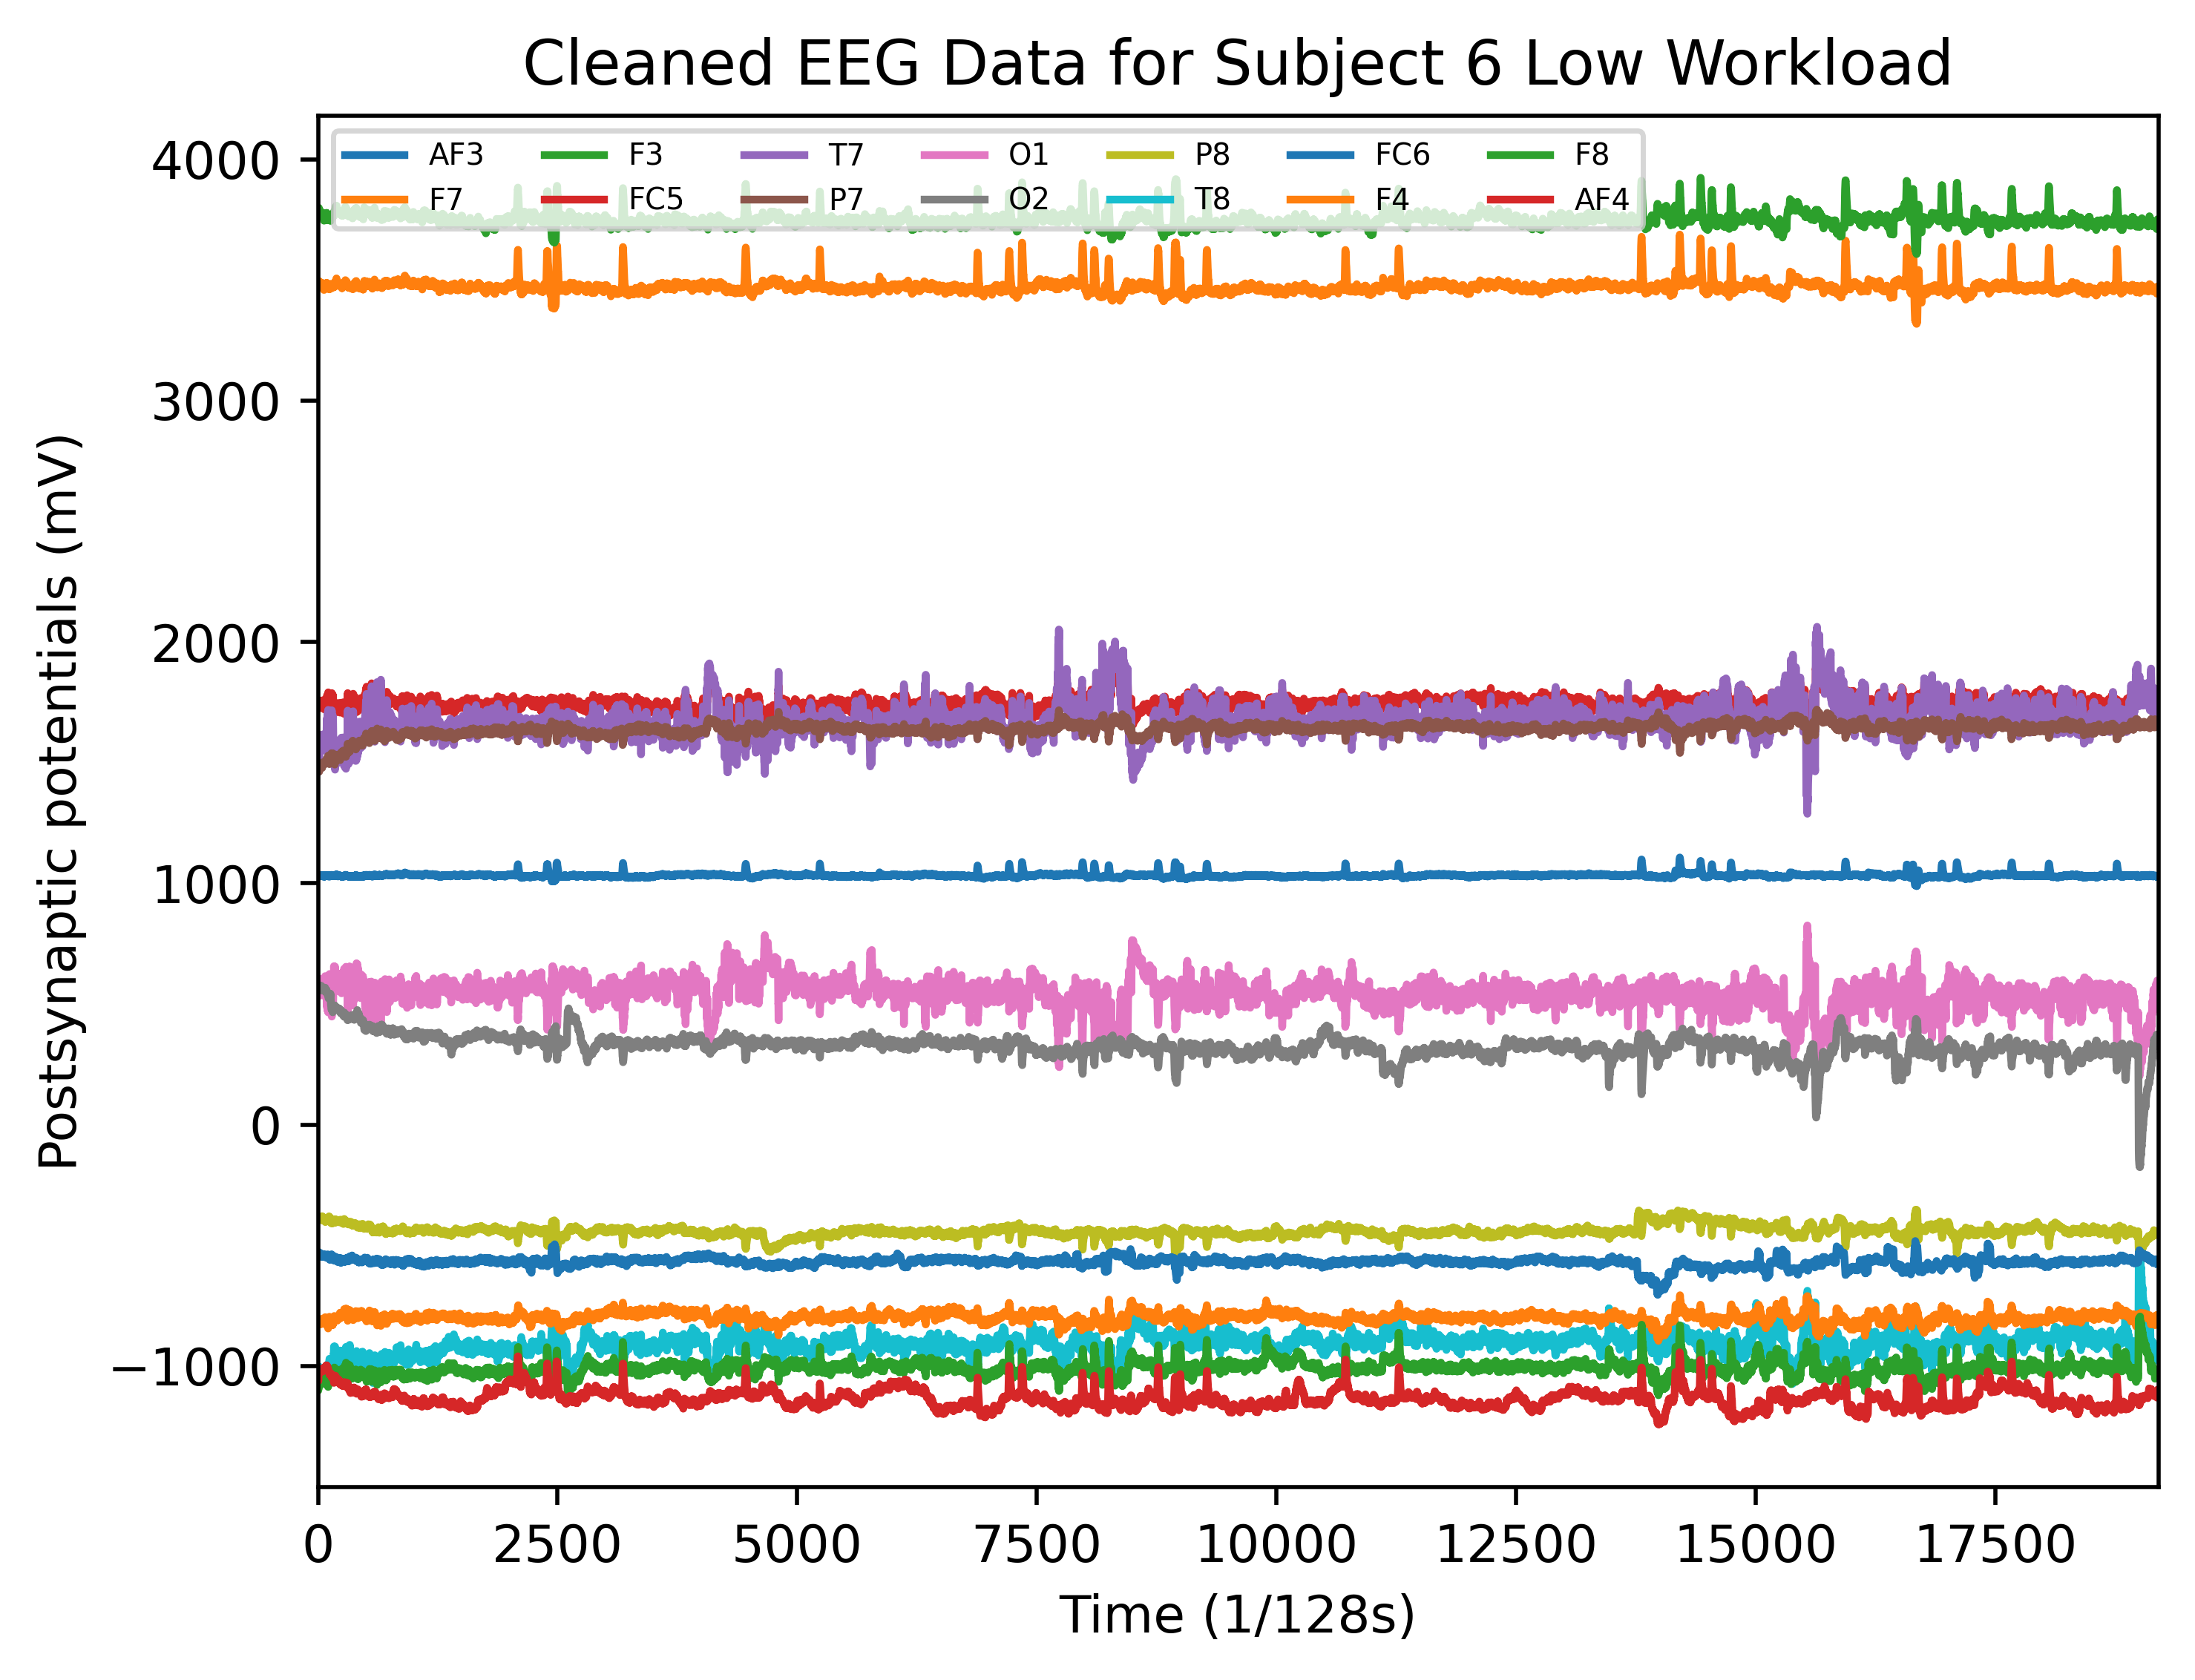 Cleaned EEG Data for Subject 6 Low Workload
AF3 F3 T7 O1 P8 FC6 F8
F7 FC5 P7 O2 T8 F4 AF4
Postsynaptic potentials (mV)
4000
3000
2000
1000
0
−1000
0 2500 5000 7500 10000 12500 15000 17500
Time (1/128s)